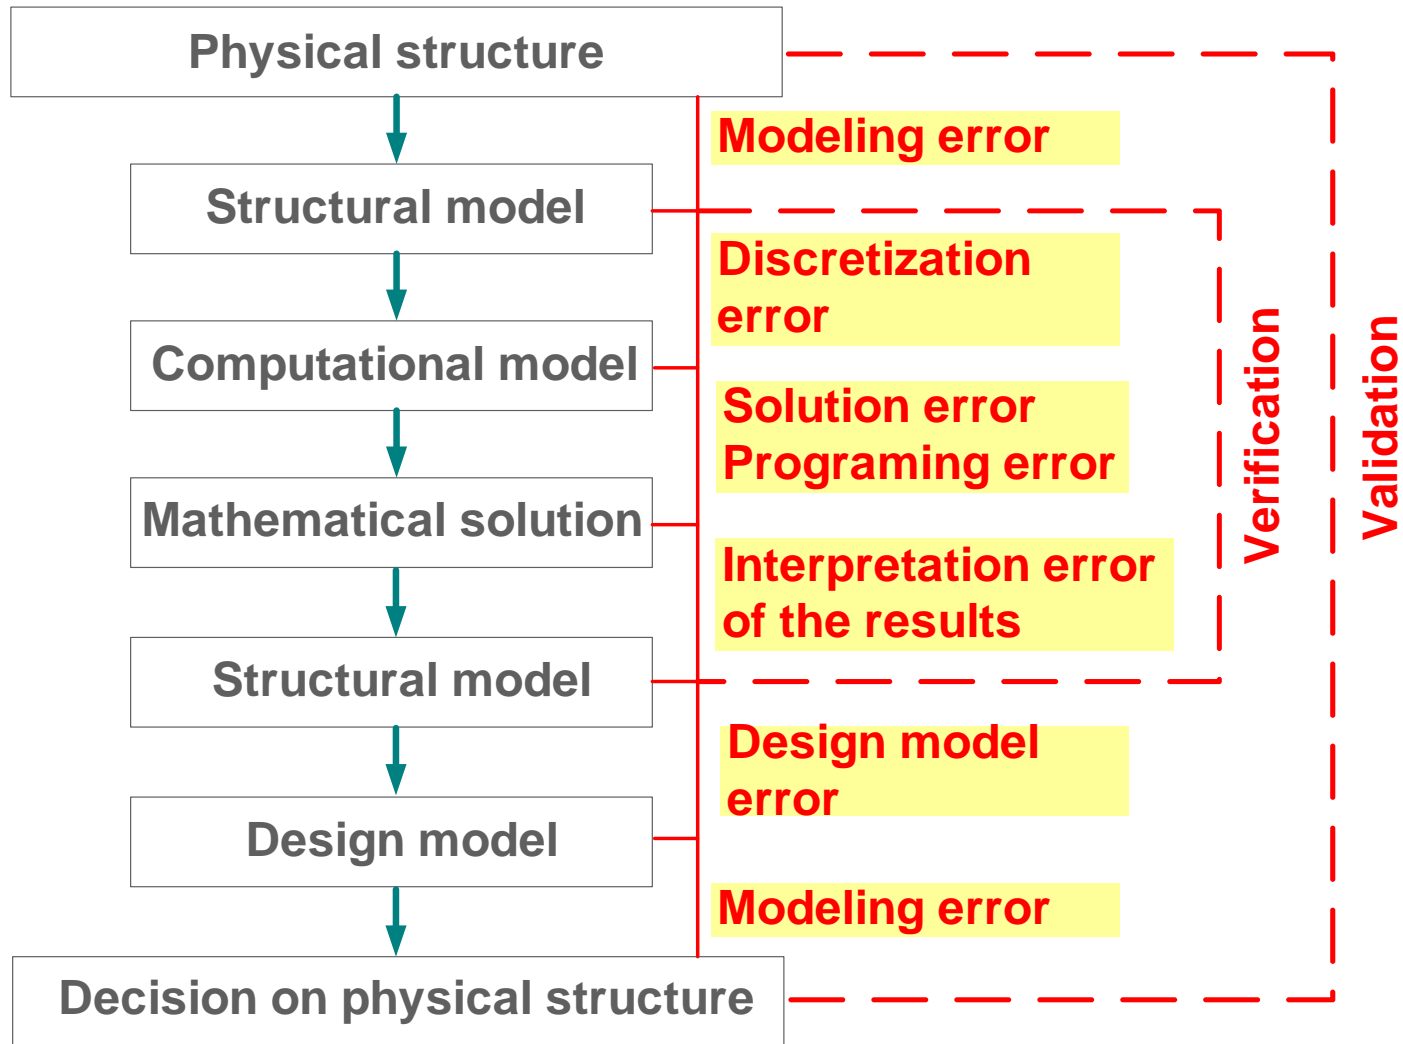 Physical structure
Modeling error
Structural model
Discretization
error
Computational model
Solution error
Programing error
Mathematical solution
Interpretation error
of the results
Structural model
Design model
error
Design model
Modeling error
Decision on physical structure
Verification
Validation